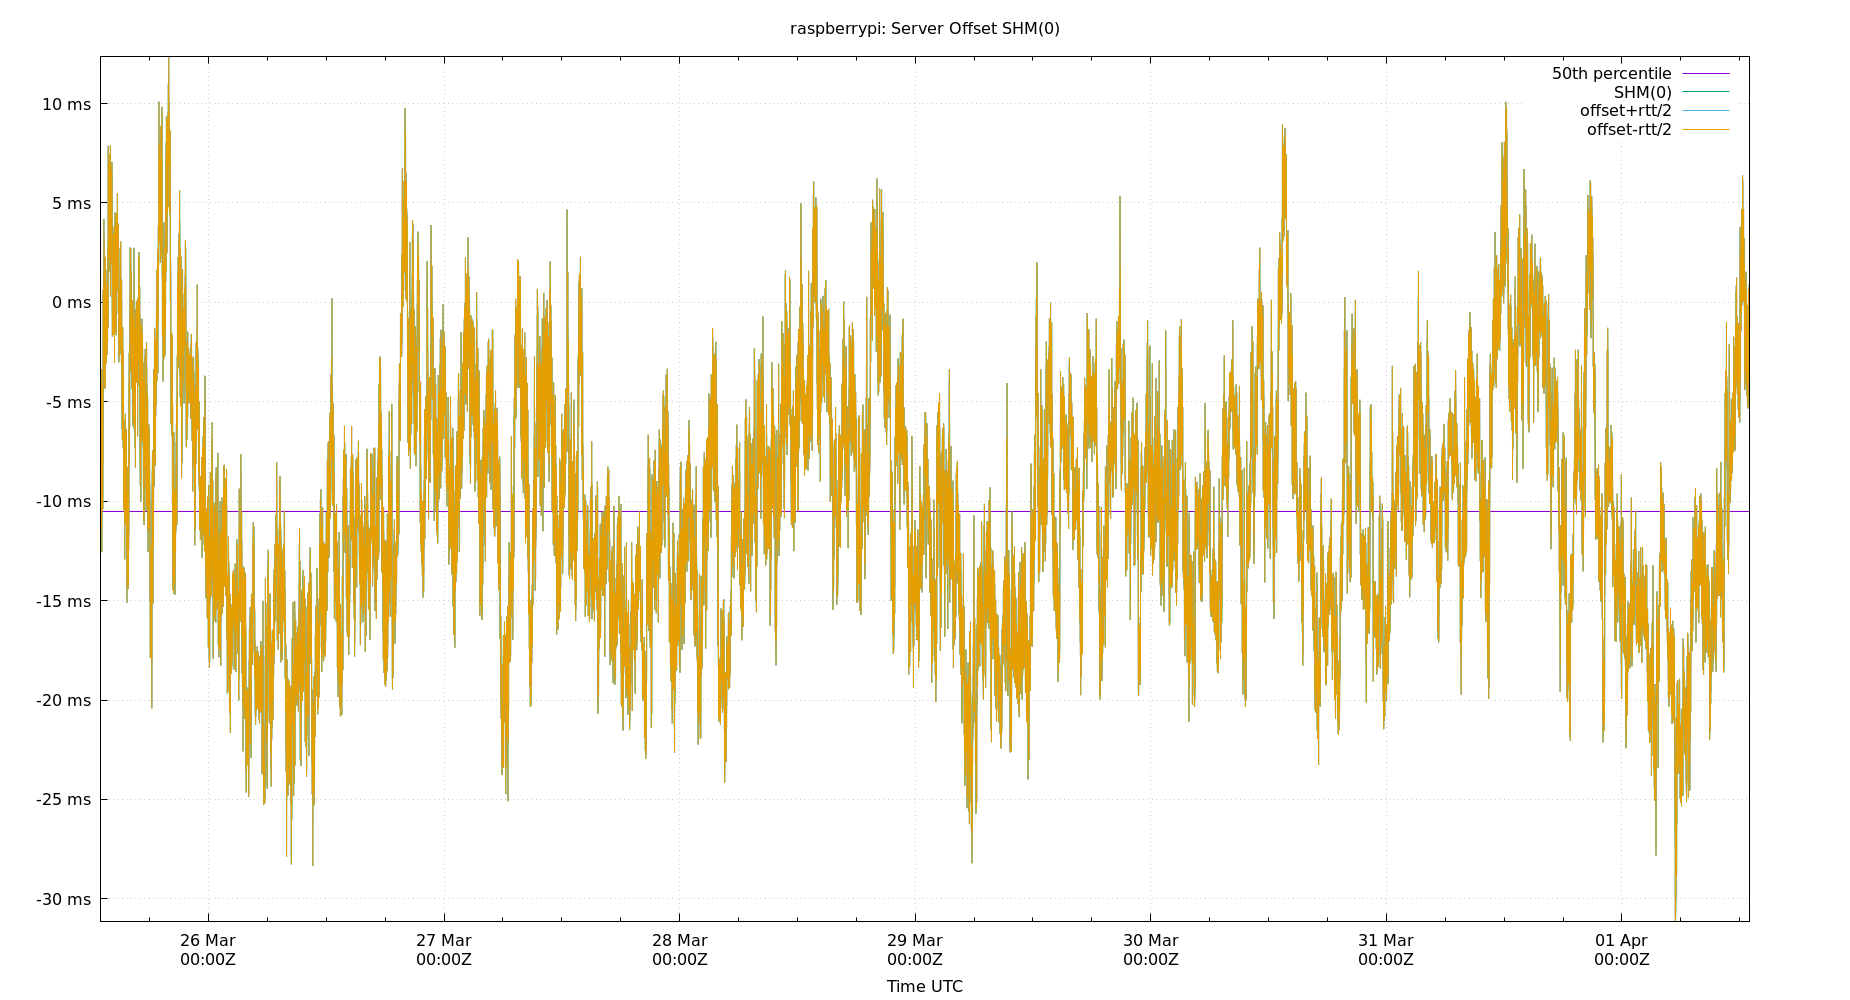 raspberrypi: Server Offset SHM(0)
50th percentile
SHM(0)
offset+rtt/2
offset-rtt/2
10 ms
5 ms
0 ms
-5 ms
-10 ms
-15 ms
-20 ms
-25 ms
-30 ms
26 Mar 27 Mar 28 Mar 29 Mar 30 Mar 31 Mar 01 Apr
00:00Z 00:00Z 00:00Z 00:00Z 00:00Z 00:00Z 00:00Z
Time UTC